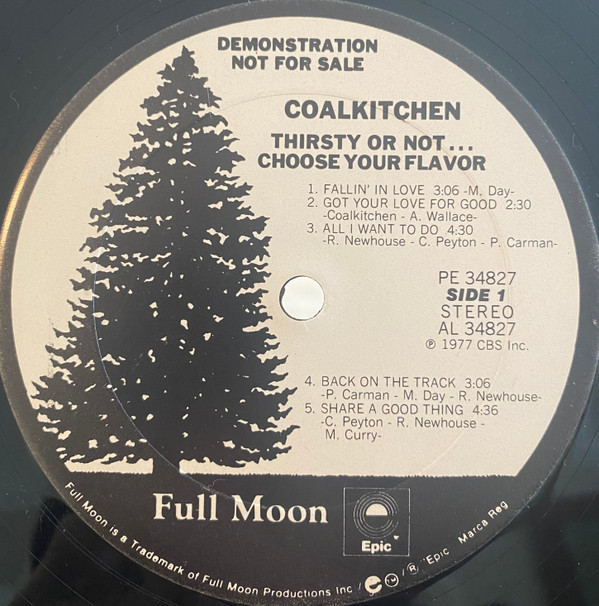 DEMONSTRATION
NOT FOR SALE
COALKITCHEN
THIRSTY OR NOT...
CHOOSE YOUR FLAVOR
1. FALLIN' IN LOVE 3:06 -M. Day-
2. GOT YOUR LOVE FOR GOOD 2:30
-Coalkitchen - A. Wallace-
3. ALL I WANT TO DO 4:30
-R. Newhouse - C. Peyton - P. Carman-
PE 34827
SIDE 1
STEREO
AL 34827
℗ 1977 CBS Inc.
4. BACK ON THE TRACK 3:06
-P. Carman - M. Day - R. Newhouse-
5. SHARE A GOOD THING 4:36
-C. Peyton - R. Newhouse -
M. Curry-
Full Moon
Epic
Full Moon is a Trademark of Full Moon Productions Inc / ® "Epic" Marca Reg